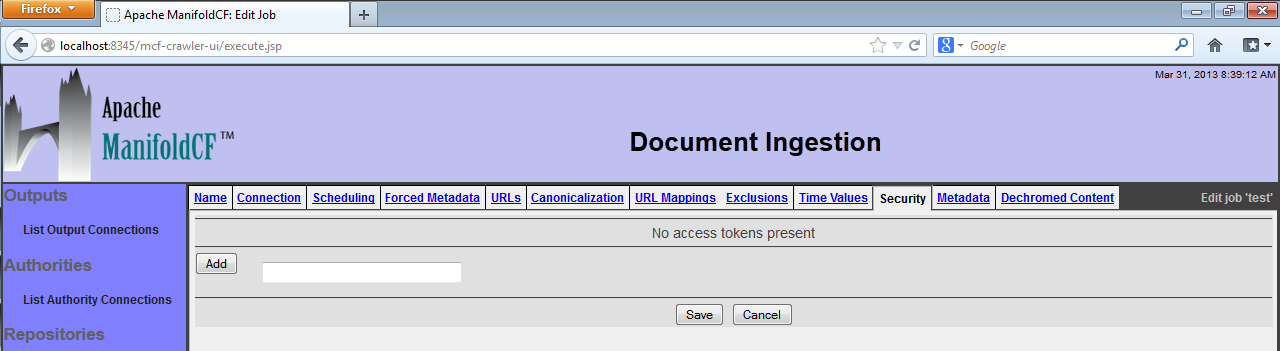 Firefox
Apache ManifoldCF: Edit Job
localhost:8345/mcf-crawler-ui/execute.jsp
Google
Mar 31, 2013 8:39:12 AM
Apache
ManifoldCF™
Document Ingestion
Outputs
List Output Connections
Authorities
List Authority Connections
Repositories
Name Connection Scheduling Forced Metadata URLs Canonicalization URL Mappings Exclusions Time Values Security Metadata Dechromed Content Edit job 'test'
No access tokens present
Add
Save Cancel